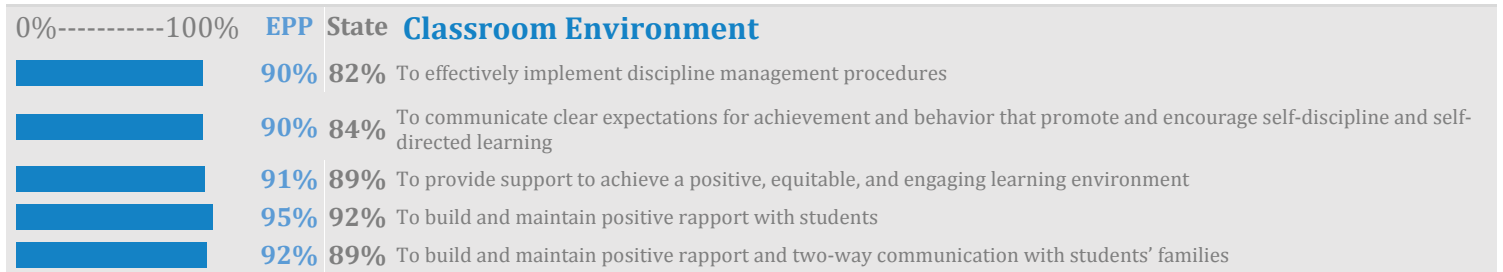 0%-----------100% EPP State Classroom Environment
90% 82% To effectively implement discipline management procedures
90% 84% To communicate clear expectations for achievement and behavior that promote and encourage self-discipline and self-
directed learning
91% 89% To provide support to achieve a positive, equitable, and engaging learning environment
95% 92% To build and maintain positive rapport with students
92% 89% To build and maintain positive rapport and two-way communication with students’ families